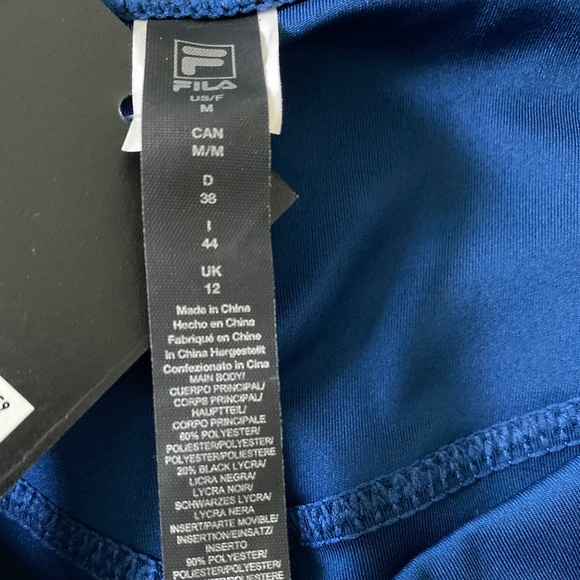 FILA
US/F
M
CAN
M/M
D
38
I
44
UK
12
Made in China
Hecho en China
Fabriqué en Chine
In China Hergestellt
Confezionato in Cina
MAIN BODY/
CUERPO PRINCIPAL/
CORPS PRINCIPAL/
HAUPTTEIL/
CORPO PRINCIPALE
80% POLYESTER/
POLIESTER/POLYESTER/
POLYESTER/POLIESTERE
20% BLACK LYCRA/
LICRA NEGRA/
LYCRA NOIR/
SCHWARZES LYCRA/
LYCRA NERA
INSERT/PARTE MOVIBLE/
INSERTION/EINSATZ/
INSERTO
90% POLYESTER/
POLIESTER/POLYESTER/